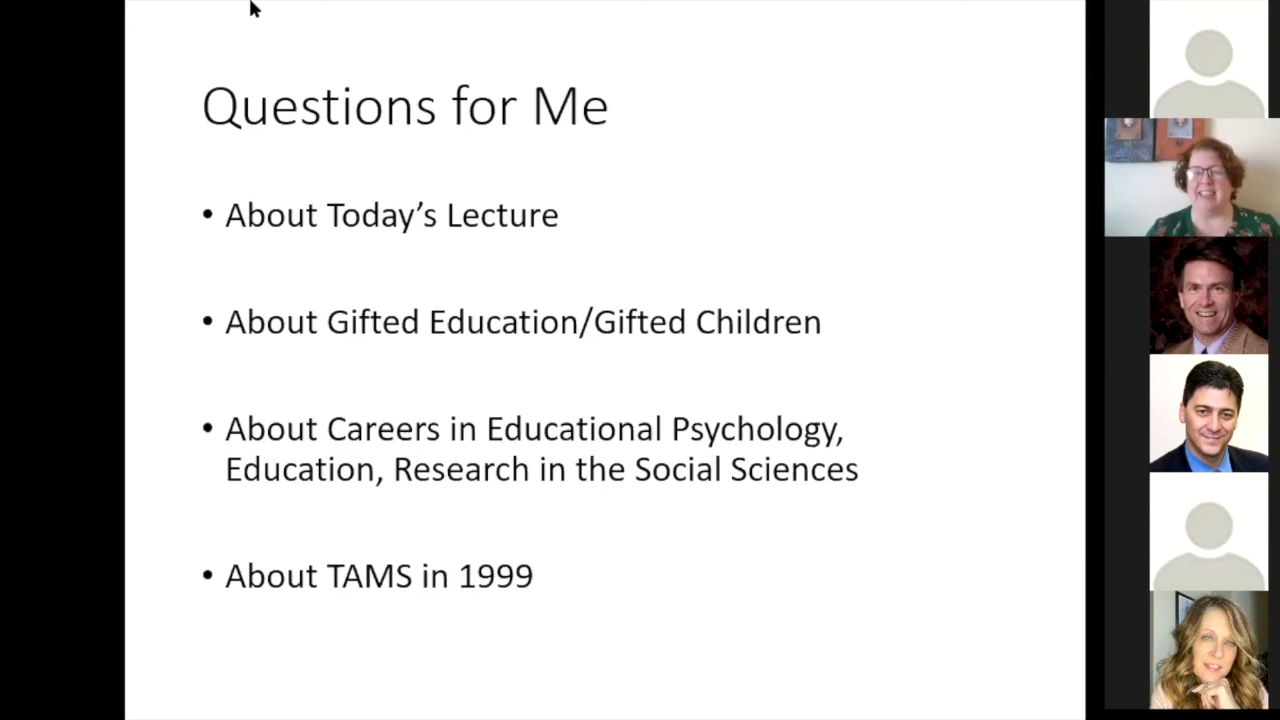 Questions for Me
• About Today’s Lecture
• About Gifted Education/Gifted Children
• About Careers in Educational Psychology,
Education, Research in the Social Sciences
• About TAMS in 1999